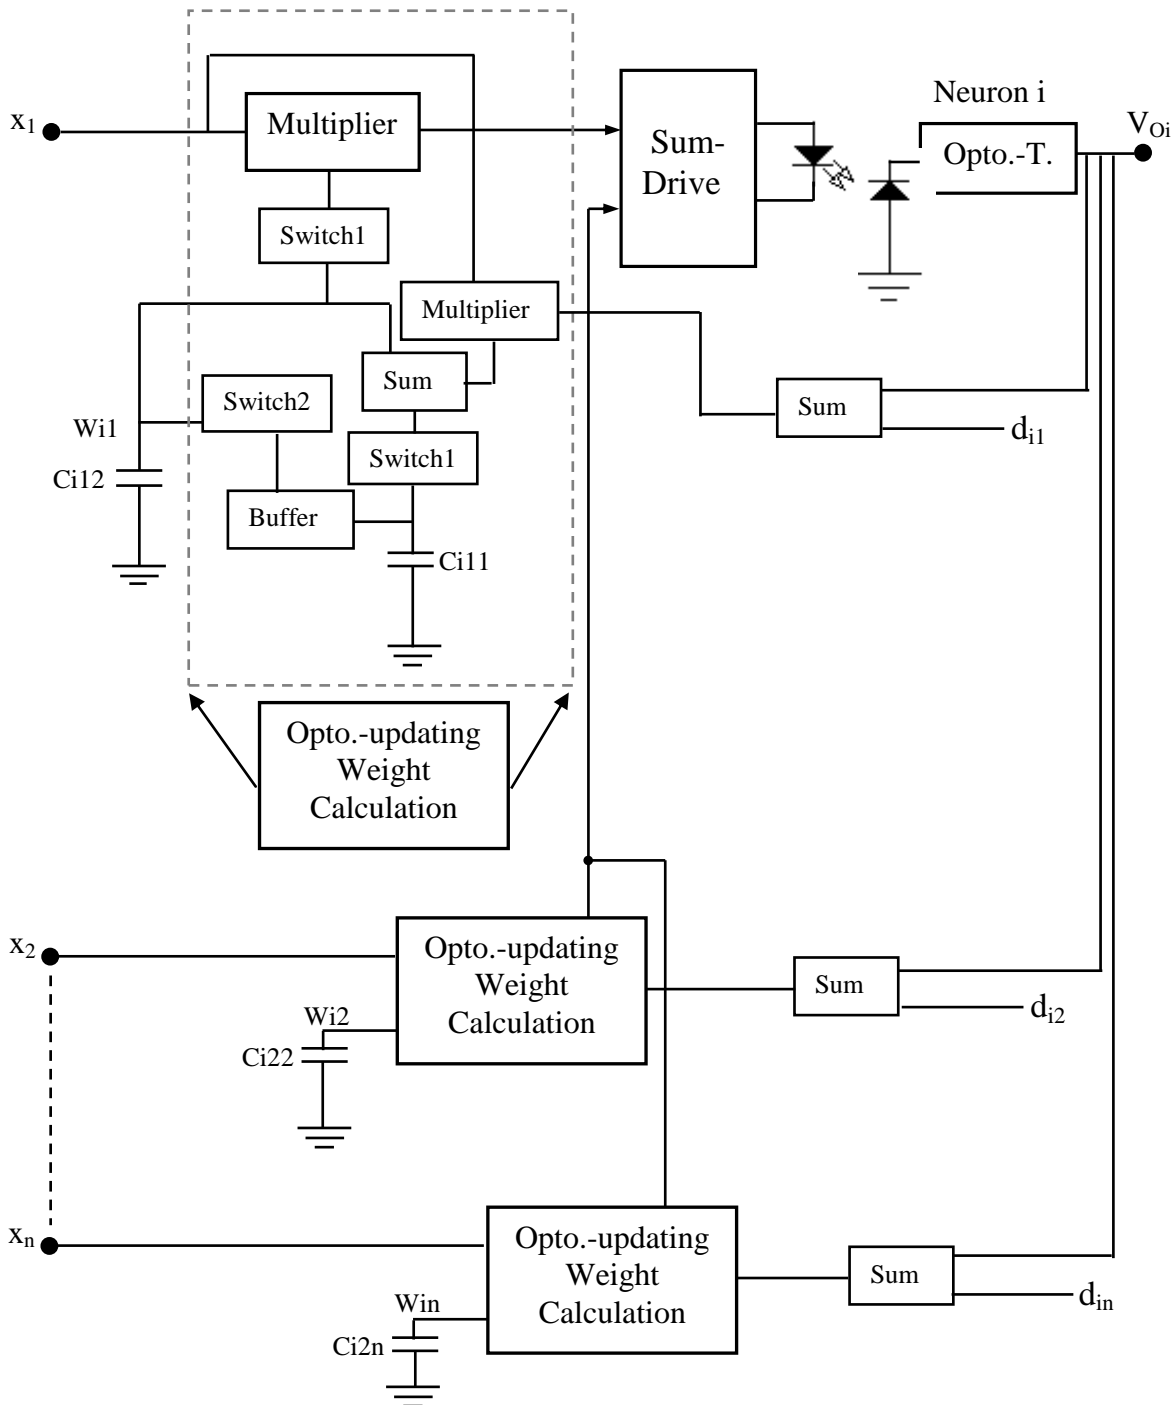 Neuron i
x1
Multiplier
Sum-
Drive
Opto.-T.
VOi
Switch1
Multiplier
Sum
Switch2
Sum
Wi1
di1
Switch1
Ci12
Buffer
Ci11
Opto.-updating
Weight
Calculation
x2
Opto.-updating
Weight
Calculation
Sum
di2
Wi2
Ci22
xn
Opto.-updating
Weight
Calculation
Sum
din
Win
Ci2n